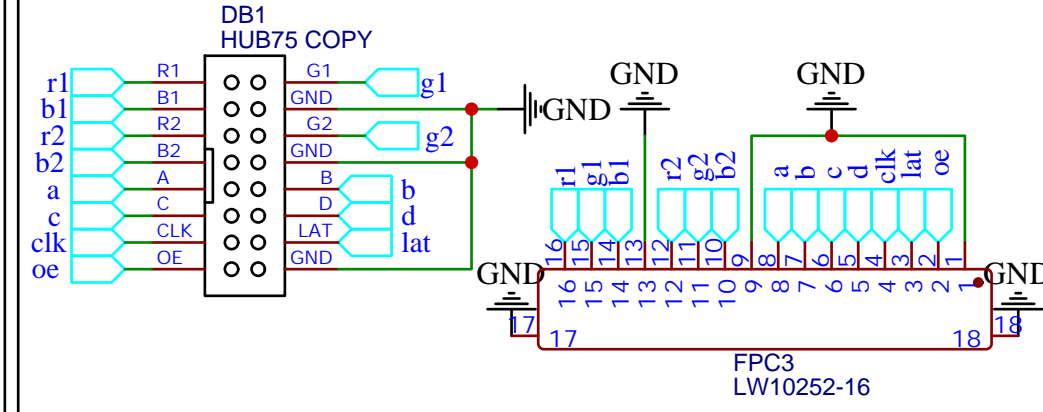 DB1
HUB75 COPY
r1 R1 G1 g1
b1 B1 GND GND
r2 R2 G2 g2
b2 B2 GND
a A B b
c C D d
clk CLK LAT lat
oe OE GND
GND GND
r1 g1 b1 r2 g2 b2 a b c d clk lat oe
16 15 14 13 12 11 10 9 8 7 6 5 4 3 2 1
GND GND
16 15 14 13 12 11 10 9 8 7 6 5 4 3 2 1
17 17 18 18
FPC3
LW10252-16